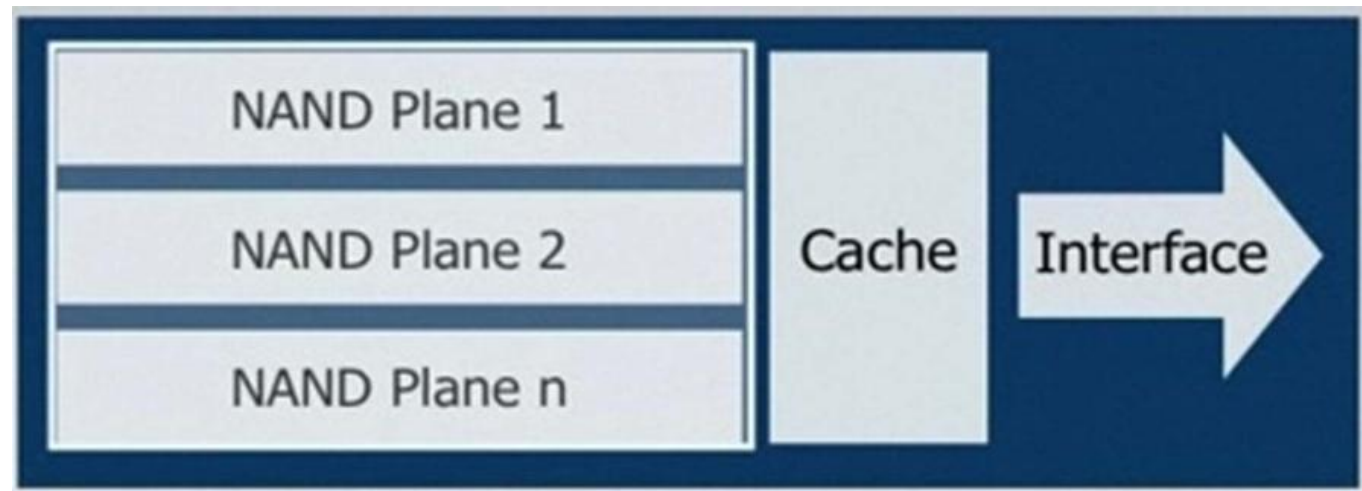 NAND Plane 1
NAND Plane 2
NAND Plane n
Cache
Interface